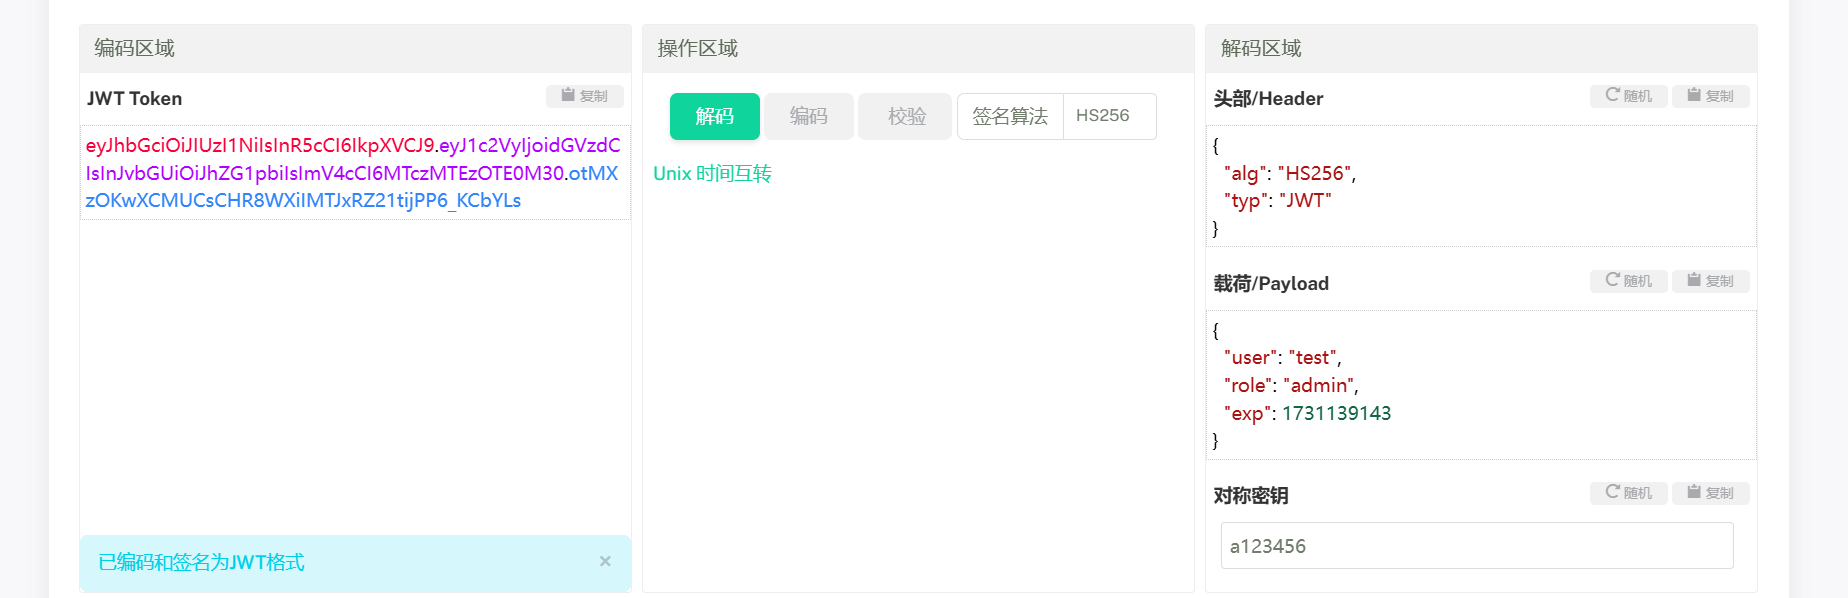 编码区域
JWT Token
复制
eyJhbGciOiJIUzI1NiIsInR5cCI6IkpXVCJ9.eyJ1c2VyIjoidGVzdC
IsInJvbGUiOiJhZG1pbiIsImV4cCI6MTczMTEzOTE0M30.otMX
zOKwXCMUCsCHR8WXiIMTJxRZ21tijPP6_KCbYLs
已编码和签名为JWT格式 ×
操作区域
解码 编码 校验 签名算法 HS256
Unix 时间互转
解码区域
头部/Header
随机 复制
{
"alg": "HS256",
"typ": "JWT"
}
载荷/Payload
随机 复制
{
"user": "test",
"role": "admin",
"exp": 1731139143
}
对称密钥
随机 复制
a123456